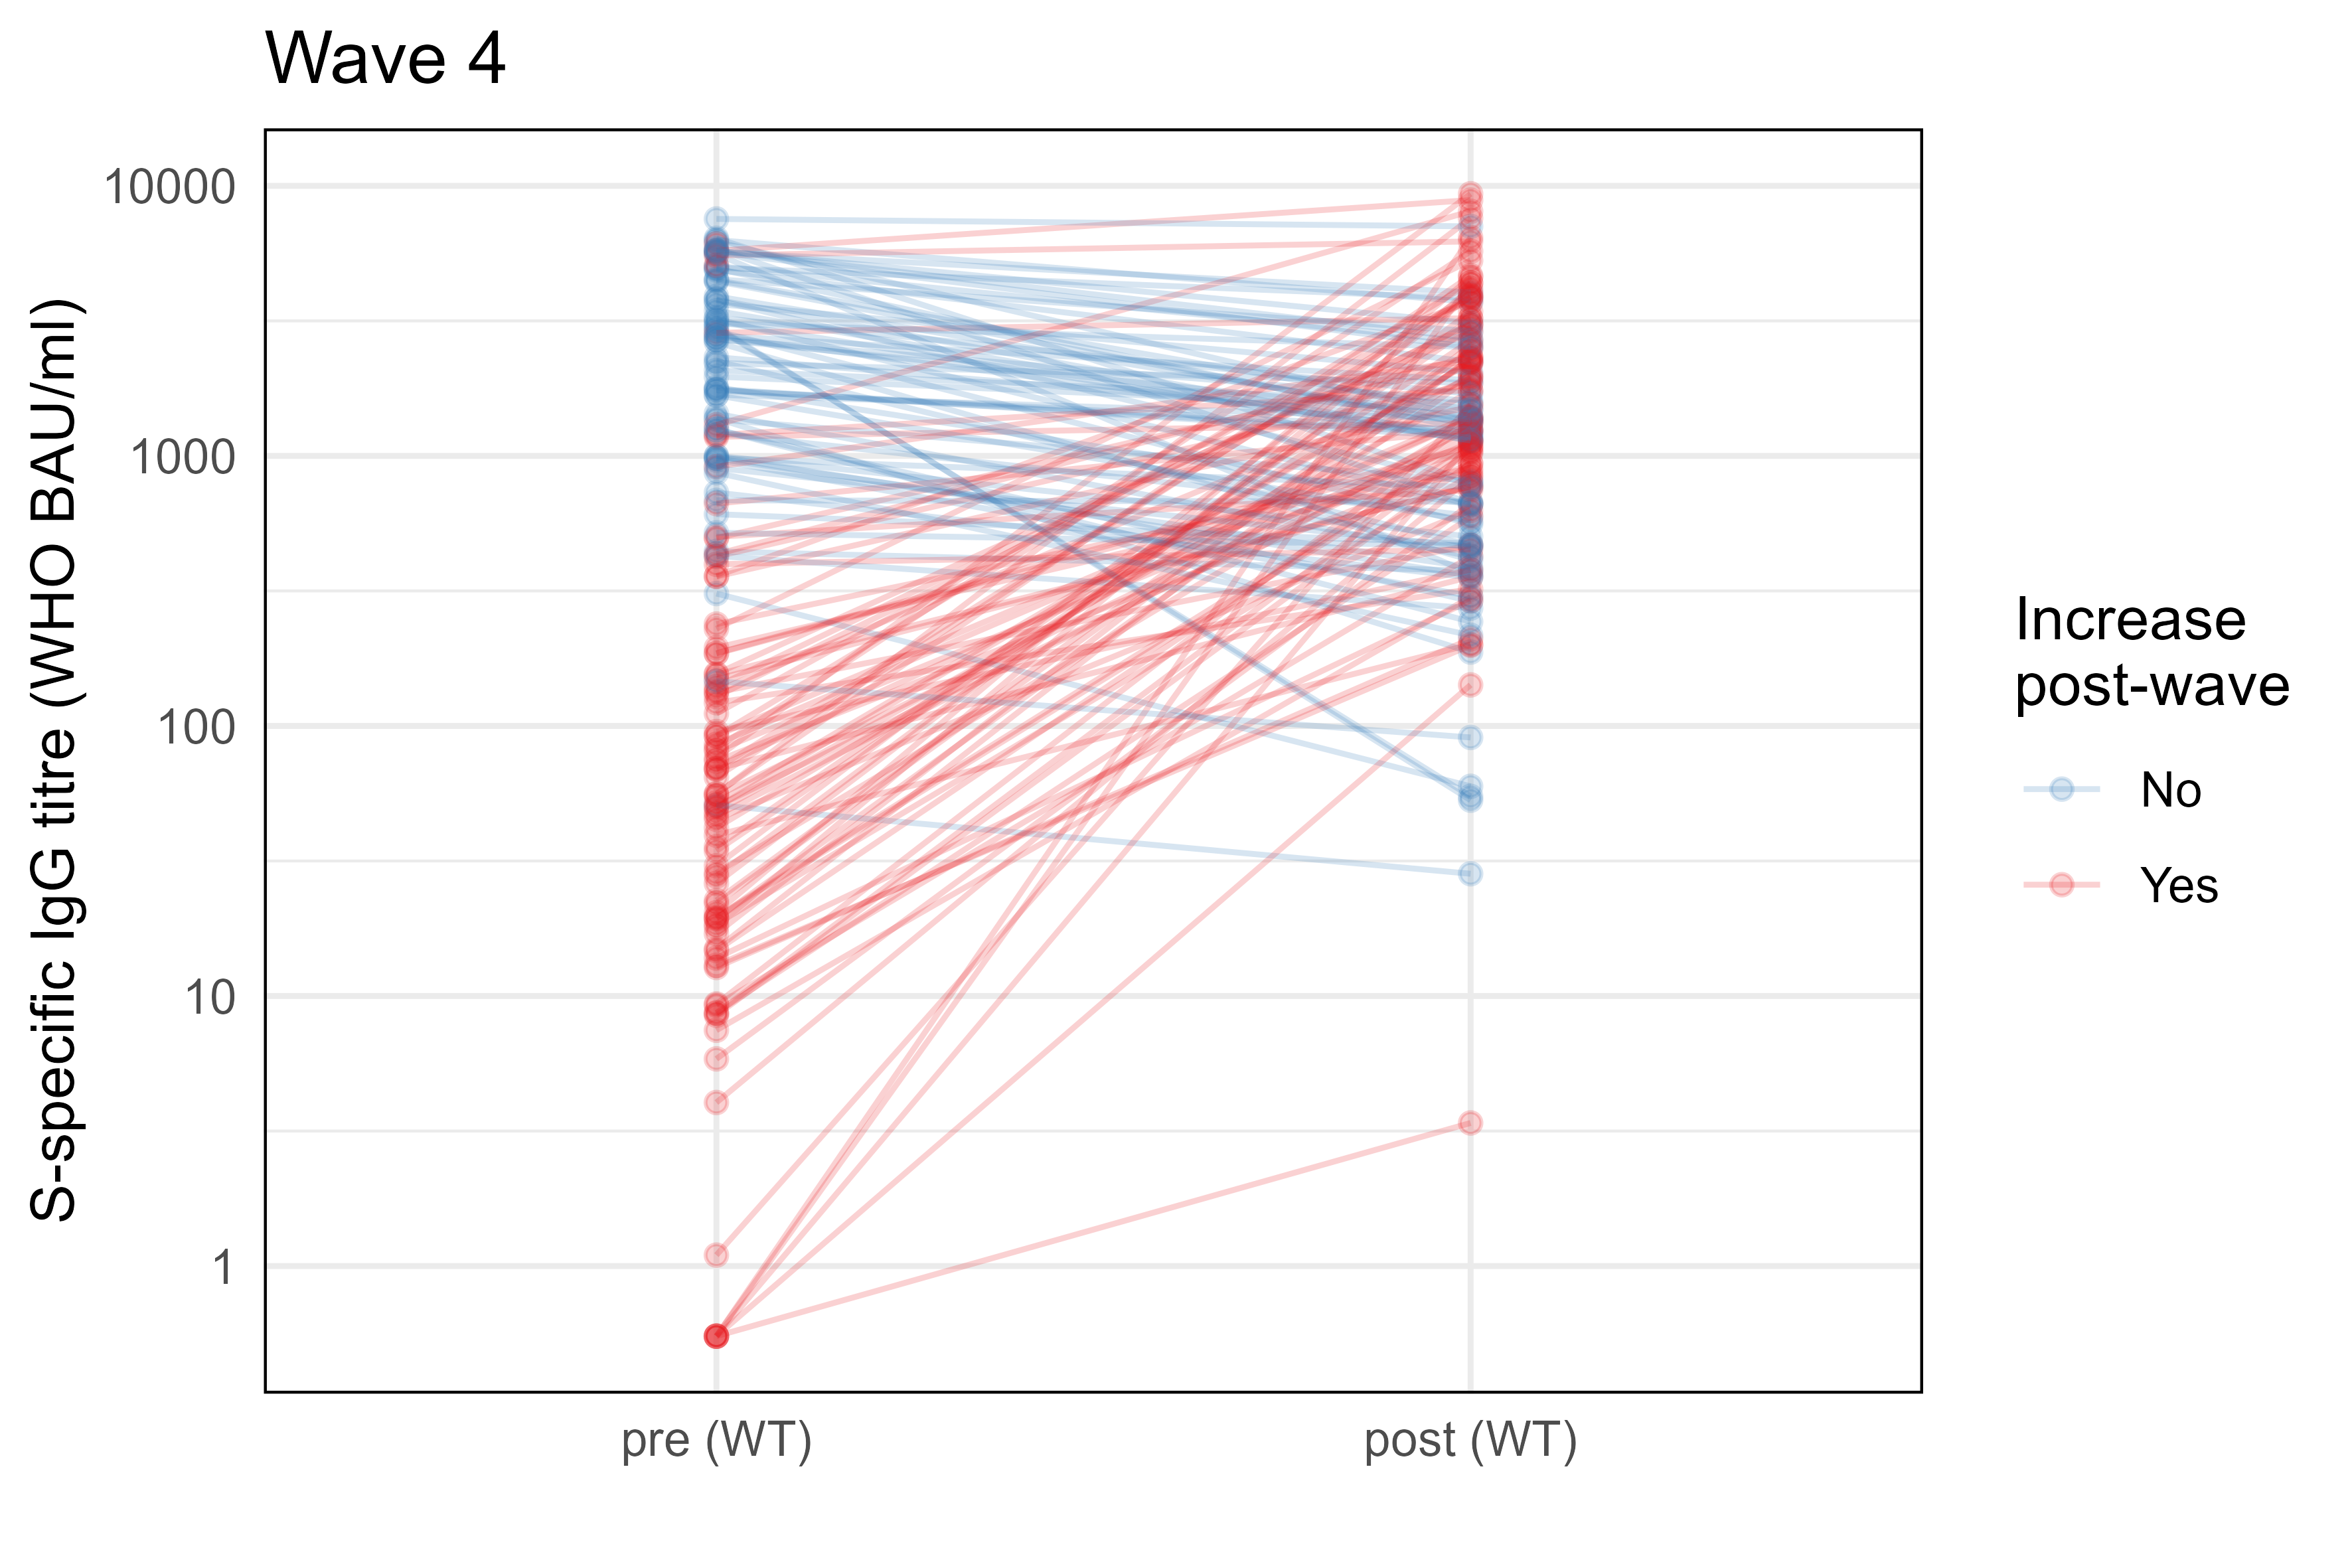 Wave 4
S-specific IgG titre (WHO BAU/ml)
10000
1000
100
10
1
pre (WT)
post (WT)
Increase
post-wave
No
Yes